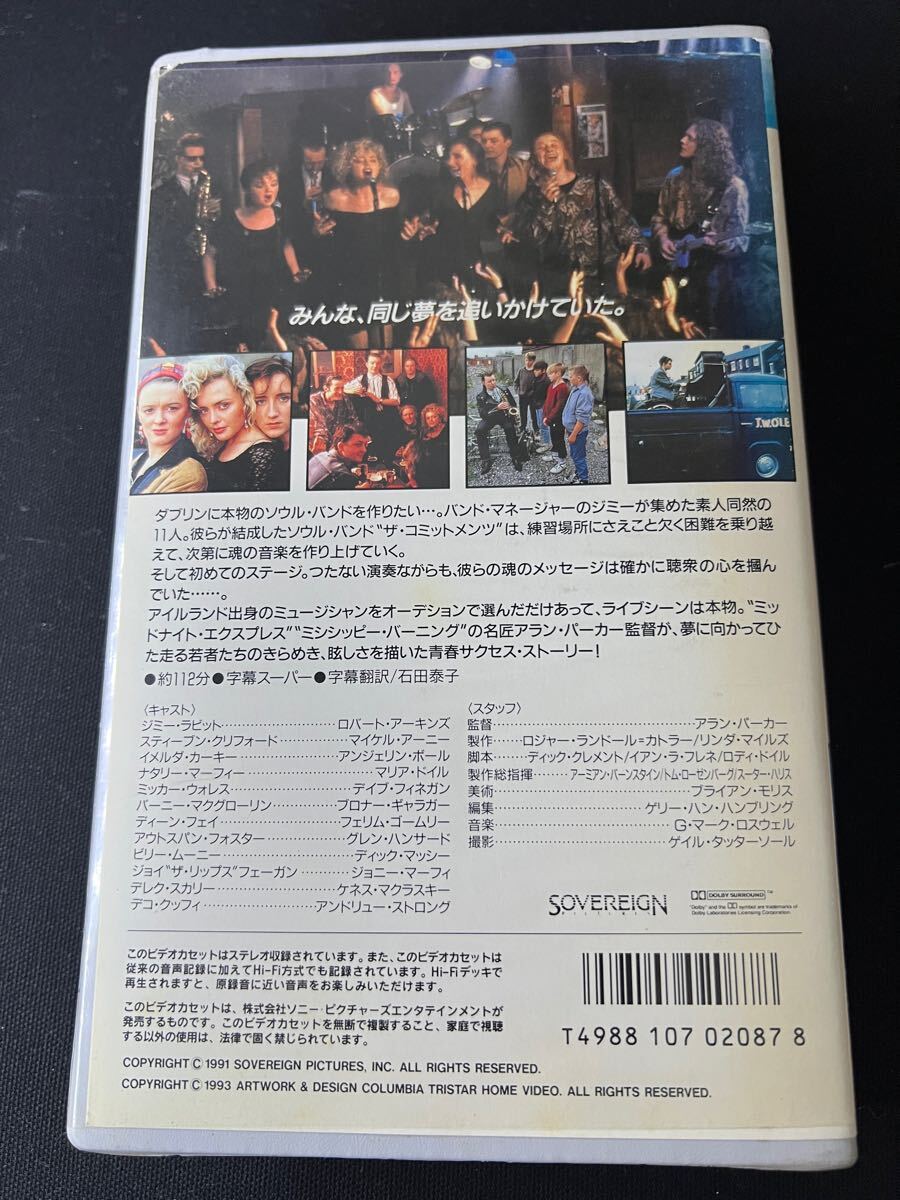 みんな、同じ夢を追いかけていた。
J.W.OLE
ダブリンに本物のソウル・バンドを作りたい…。バンド・マネージャーのジミーが集めた素人同然の
11人。彼らが結成したソウル・バンド“ザ・コミットメンツ”は、練習場所にさえこと欠く困難を乗り越
えて、次第に魂の音楽を作り上げていく。
そして初めてのステージ。つたない演奏ながらも、彼らの魂のメッセージは確かに聴衆の心を掴ん
でいた……。
アイルランド出身のミュージシャンをオーデションで選んだだけあって、ライブシーンは本物。“ミッ
ドナイト・エクスプレス”“ミシシッピー・バーニング”の名匠アラン・パーカー監督が、夢に向かってひ
た走る若者たちのきらめき、眩しさを描いた青春サクセス・ストーリー！
●約112分●字幕スーパー●字幕翻訳/石田泰子
〈キャスト〉
ジミー・ラビット……………ロバート・アーキンズ
スティーブン・クリフォード……………マイケル・アーニー
イメルダ・カーキー……………アンジェリン・ボール
ナタリー・マーフィー……………マリア・ドイル
ミッカー・ウォレス……………デイブ・フィネガン
バーニー・マクグローリン……………ブロナー・ギャラガー
ディーン・フェイ……………フェリム・ゴームリー
アウトスパン・フォスター……………グレン・ハンサード
ビリー・ムーニー……………ディック・マッシー
ジョイ“ザ・リップス”フェーガン……………ジョニー・マーフィ
デレク・スカリー……………ケネス・マクラスキー
デコ・クッフィ……………アンドリュー・ストロング
〈スタッフ〉
監督……………アラン・パーカー
製作……ロジャー・ランドール=カトラー/リンダ・マイルズ
脚本……………ディック・クレメント/イアン・ラ・フレネ/ロディ・ドイル
製作総指揮………アーミアン・バーンスタイン/トム・ローゼンバーグ/スーター・ハリス
美術……………ブライアン・モリス
編集……………ゲリー・ハン・ハンブリング
音楽……………G・マーク・ロスウェル
撮影……………ゲイル・タッターソール
SOVEREIGN
PICTURES
DOLBY SURROUND™
"Dolby" and the symbol are trademarks of
Dolby Laboratories Licensing Corporation.
このビデオカセットはステレオ収録されています。また、このビデオカセットは
従来の音声記録に加えてHi-Fi方式でも記録されています。Hi-Fiデッキで
再生されますと、原録音に近い音声をお楽しみいただけます。
このビデオカセットは、株式会社ソニー・ピクチャーズエンタテインメントが
発売するものです。このビデオカセットを無断で複製すること、家庭で視聴
する以外の使用は、法律で固く禁じられています。
T4988 107 02087 8
COPYRIGHT Ⓒ 1991 SOVEREIGN PICTURES, INC. ALL RIGHTS RESERVED.
COPYRIGHT Ⓒ 1993 ARTWORK & DESIGN COLUMBIA TRISTAR HOME VIDEO. ALL RIGHTS RESERVED.